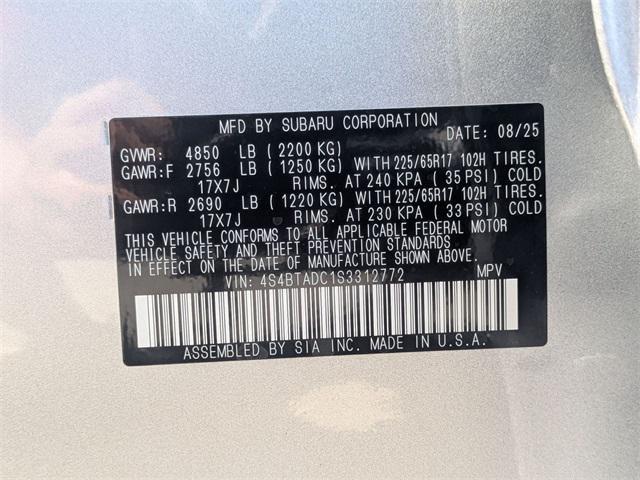 MFD BY SUBARU CORPORATION DATE: 08/25
GVWR: 4850 LB (2200 KG)
GAWR:F 2756 LB (1250 KG) WITH 225/65R17 102H TIRES.
17X7J RIMS. AT 240 KPA (35 PSI) COLD
GAWR:R 2690 LB (1220 KG) WITH 225/65R17 102H TIRES.
17X7J RIMS. AT 230 KPA (33 PSI) COLD
THIS VEHICLE CONFORMS TO ALL APPLICABLE FEDERAL MOTOR
VEHICLE SAFETY AND THEFT PREVENTION STANDARDS
IN EFFECT ON THE DATE OF MANUFACTURE SHOWN ABOVE.
VIN: 4S4BTADC1S3312772 MPV
ASSEMBLED BY SIA INC. MADE IN U.S.A.